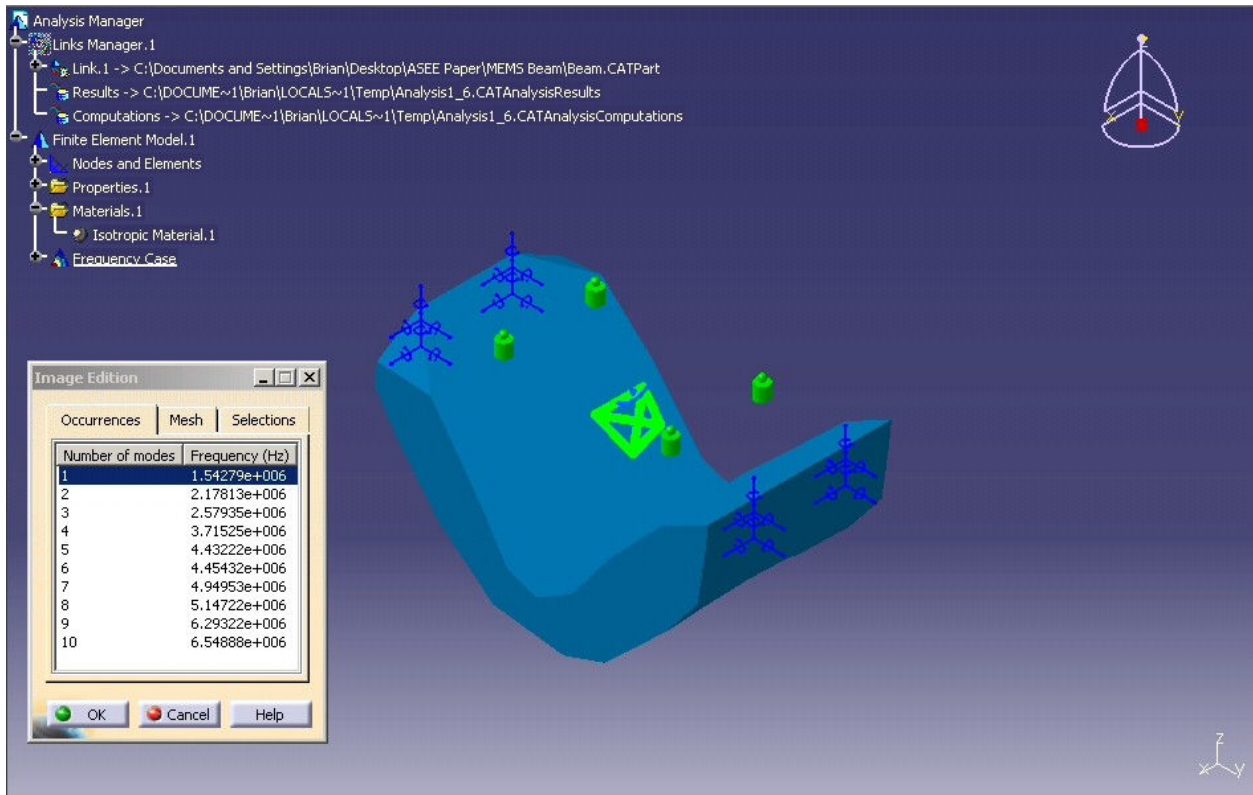 Analysis Manager
Links Manager.1
Link.1 -> C:\Documents and Settings\Brian\Desktop\ASEE Paper\MEMS Beam\Beam.CATPart
Results -> C:\DOCUME~1\Brian\LOCALS~1\Temp\Analysis1_6.CATAnalysisResults
Computations -> C:\DOCUME~1\Brian\LOCALS~1\Temp\Analysis1_6.CATAnalysisComputations
Finite Element Model.1
Nodes and Elements
Properties.1
Materials.1
Isotropic Material.1
Frequency Case
Image Edition
Occurrences Mesh Selections
Number of modes Frequency (Hz)
1 1.54279e+006
2 2.17813e+006
3 2.57935e+006
4 3.71525e+006
5 4.43222e+006
6 4.45432e+006
7 4.94953e+006
8 5.14722e+006
9 6.29322e+006
10 6.54888e+006
OK Cancel Help
z
x y
z
x y